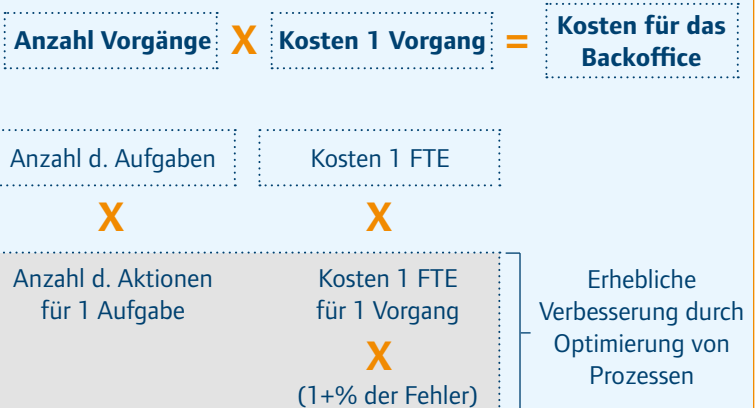 Anzahl Vorgänge X Kosten 1 Vorgang = Kosten für das
Backoffice
Anzahl d. Aufgaben Kosten 1 FTE
X X
Anzahl d. Aktionen
für 1 Aufgabe
Kosten 1 FTE
für 1 Vorgang
X
(1+% der Fehler)
Erhebliche
Verbesserung durch
Optimierung von
Prozessen